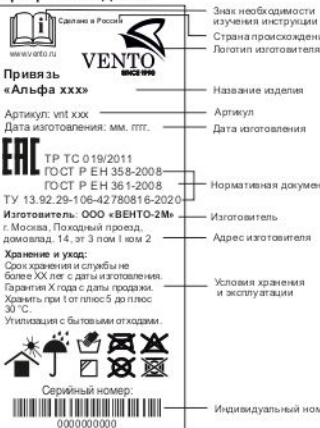 Знак необходимости
изучения инструкции
Сделано в России
Страна происхождени
Логотип изготовителя
www.vento.ru
VENTO
SINCE 1990
Привязь
«Альфа xxx»
Название изделия
Артикул: vnt xxx
Артикул
Дата изготовления: мм. гггг.
Дата изготовления
ЕАС
ТР ТС 019/2011
ГОСТ Р ЕН 358-2008
ГОСТ Р ЕН 361-2008
Нормативная докумен
ТУ 13.92.29-106-42780816-2020
Изготовитель: ООО «ВЕНТО-2М»
Изготовитель
г. Москва, Походный проезд,
домовлад. 14, эт 3 пом I ком 2
Адрес изготовителя
Хранение и уход:
Срок хранения и службы не
более XX лет с даты изготовления.
Гарантия X года с даты продажи.
Хранить при t от плюс 5 до плюс
30 °С.
Утилизация с бытовыми отходами.
Условия хранения
и эксплуатации
Серийный номер:
Индивидуальный ном
0000000000